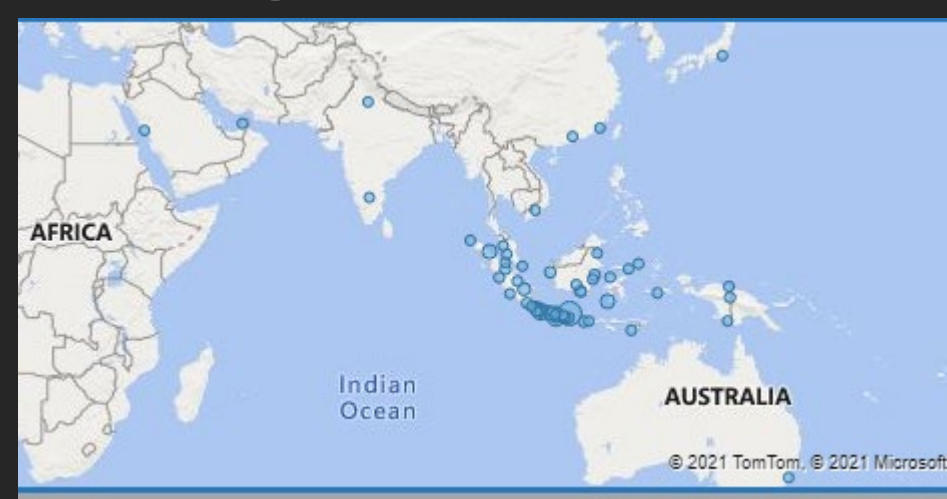 AFRICA
Indian
Ocean
AUSTRALIA
© 2021 TomTom, © 2021 Microsoft